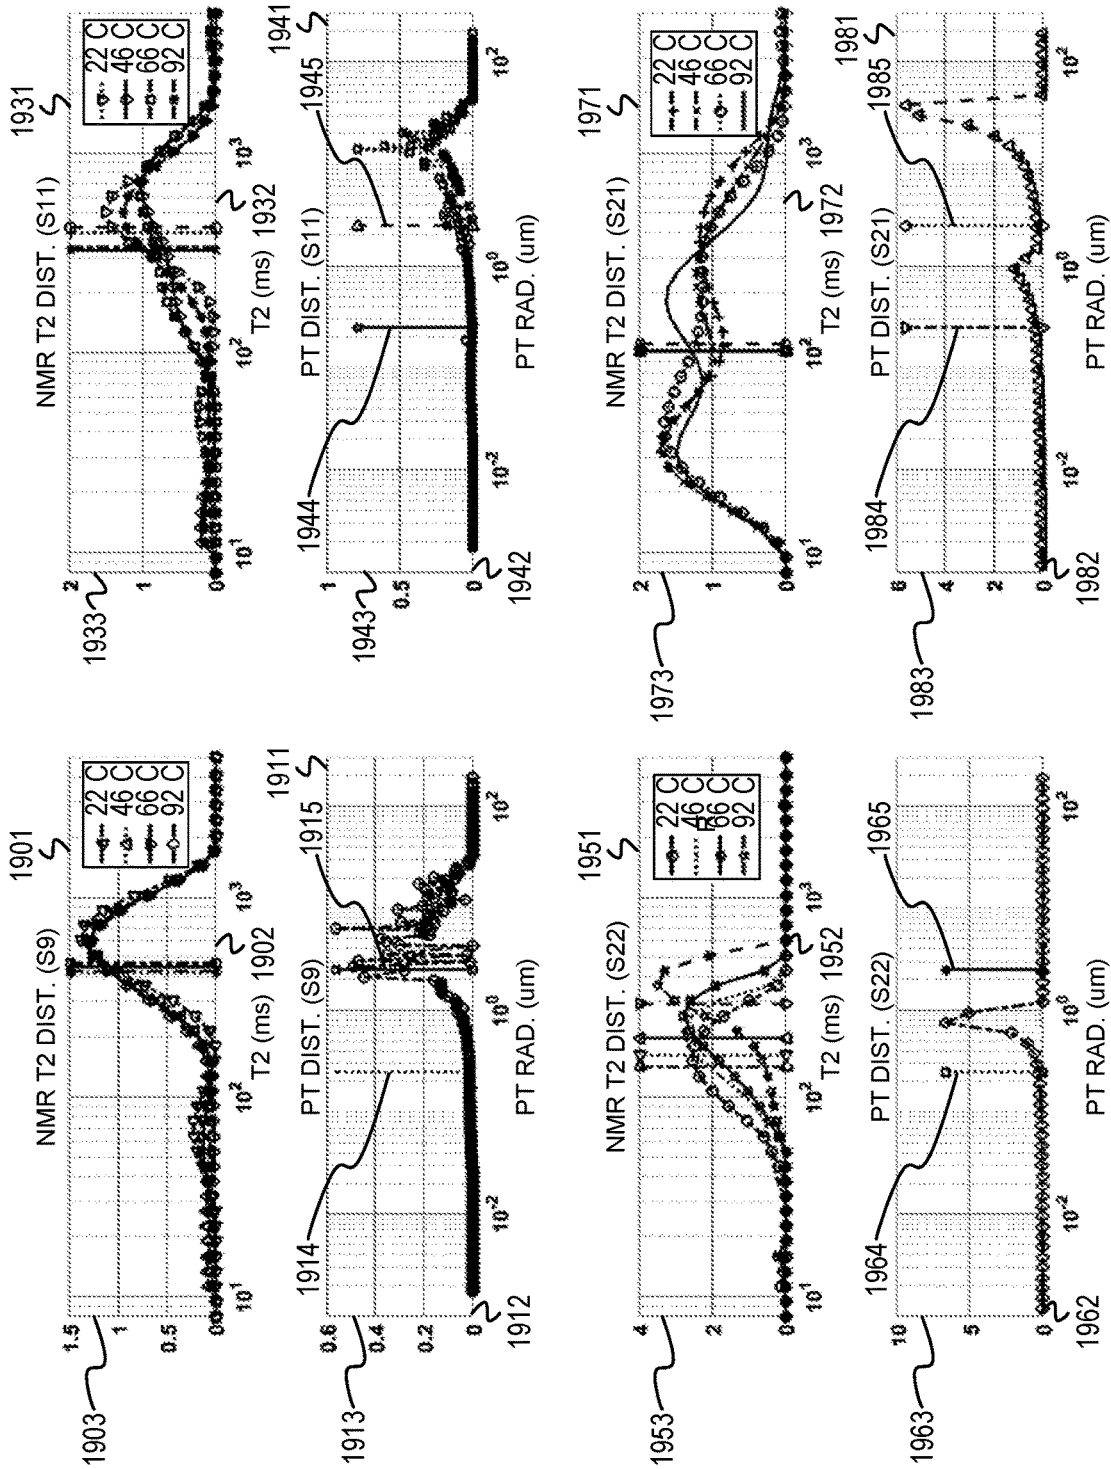 1901
NMR T2 DIST. (S9)
1903
1.5
1
0.5
0
22 C
46 C
66 C
92 C
10¹
10²
10³
T2 (ms)
1902
1911
PT DIST. (S9)
1915
1914
1913
0.6
0.4
0.2
0
10⁻²
10⁰
10²
1912
PT RAD. (um)
1931
NMR T2 DIST. (S11)
1933
2
1
0
22 C
46 C
66 C
92 C
10¹
10²
10³
T2 (ms)
1932
1941
PT DIST. (S11)
1945
1944
1943
1
0.5
0
10⁻²
10⁰
10²
1942
PT RAD. (um)
1951
NMR T2 DIST. (S22)
1953
4
2
0
22 C
46 C
66 C
92 C
10¹
10²
10³
T2 (ms)
1952
PT DIST. (S22)
1965
1964
1963
10
5
0
10⁻²
10⁰
10²
1962
PT RAD. (um)
1971
NMR T2 DIST. (S21)
1973
2
1
0
22 C
46 C
66 C
92 C
10¹
10²
10³
T2 (ms)
1972
1981
PT DIST. (S21)
1985
1984
1983
6
4
2
0
10⁻²
10⁰
10²
1982
PT RAD. (um)